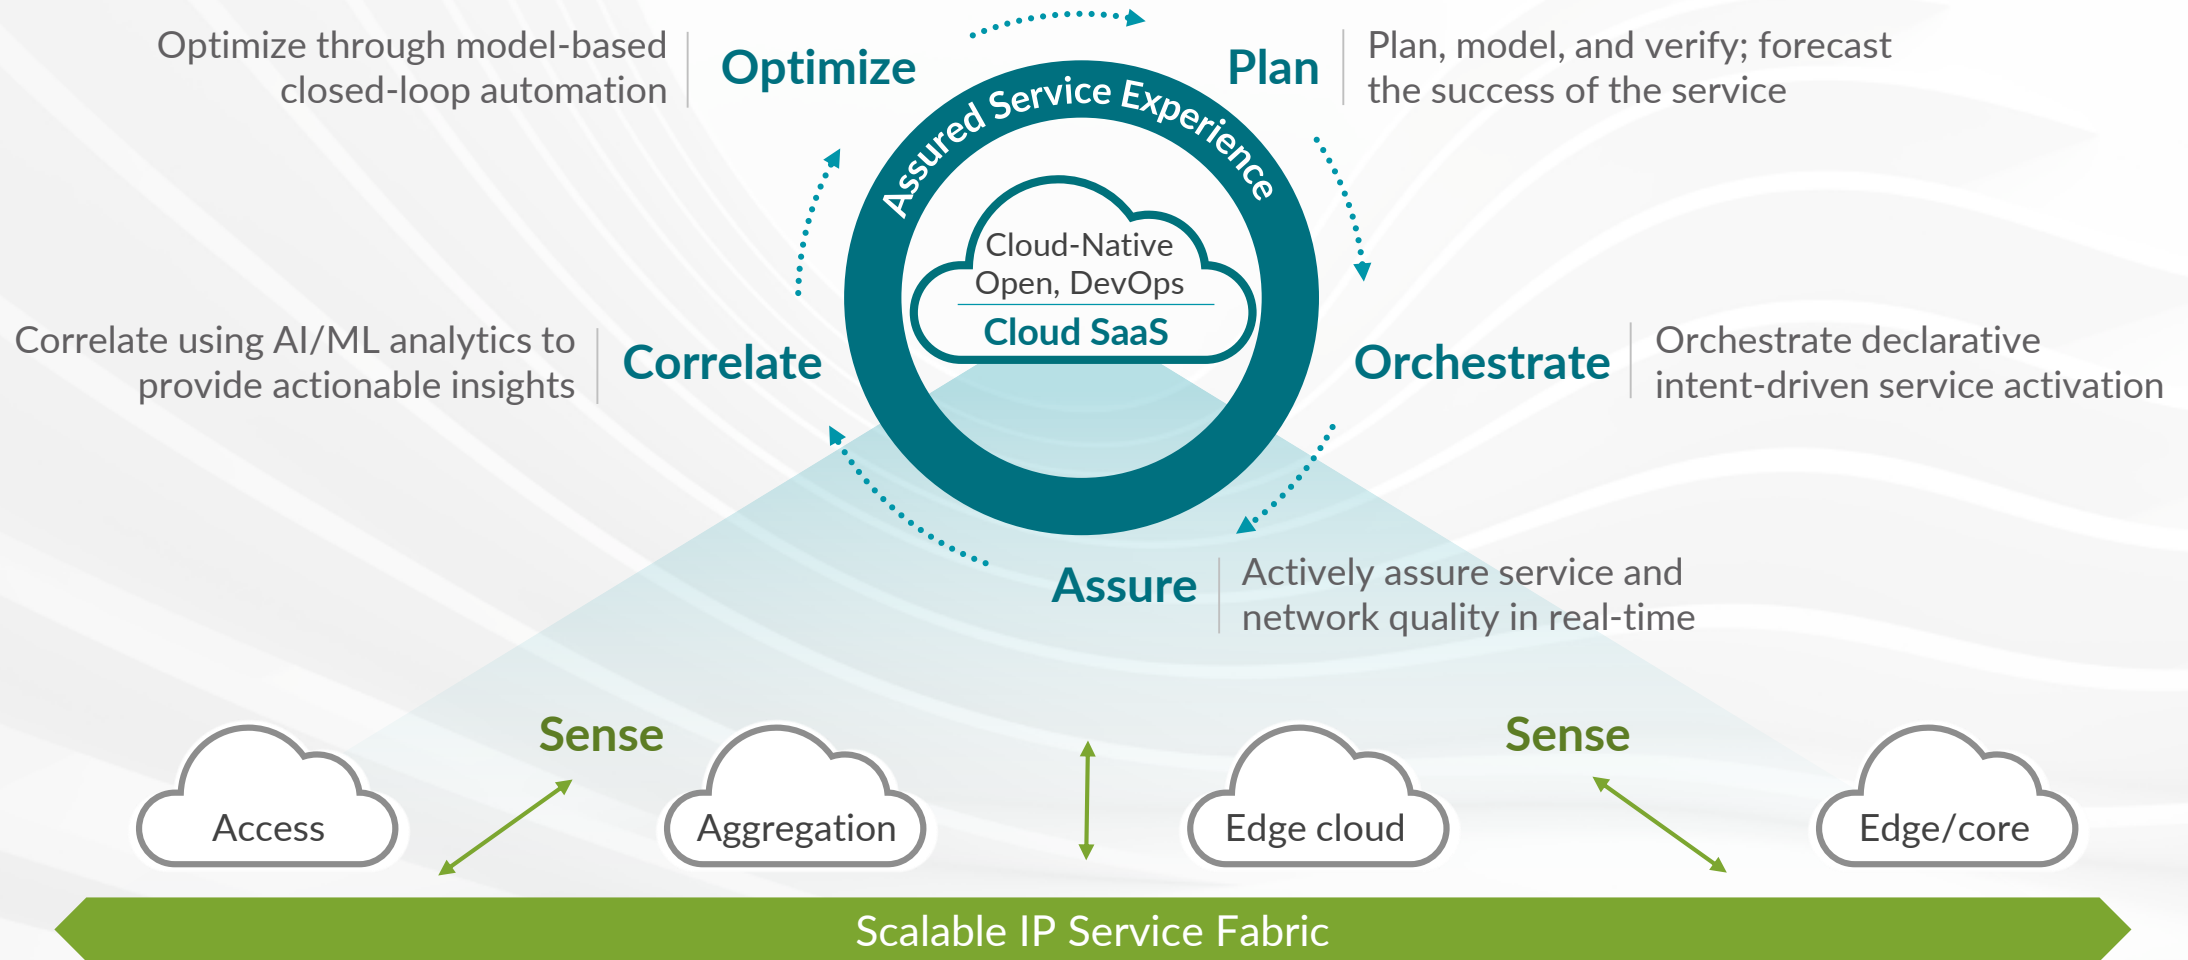 Optimize through model-based
closed-loop automation
Optimize
Plan
Plan, model, and verify; forecast
the success of the service
Assured Service Experience
Cloud-Native
Open, DevOps
Cloud SaaS
Correlate using AI/ML analytics to
provide actionable insights
Correlate
Orchestrate
Orchestrate declarative
intent-driven service activation
Assure
Actively assure service and
network quality in real-time
Sense
Sense
Access
Aggregation
Edge cloud
Edge/core
Scalable IP Service Fabric